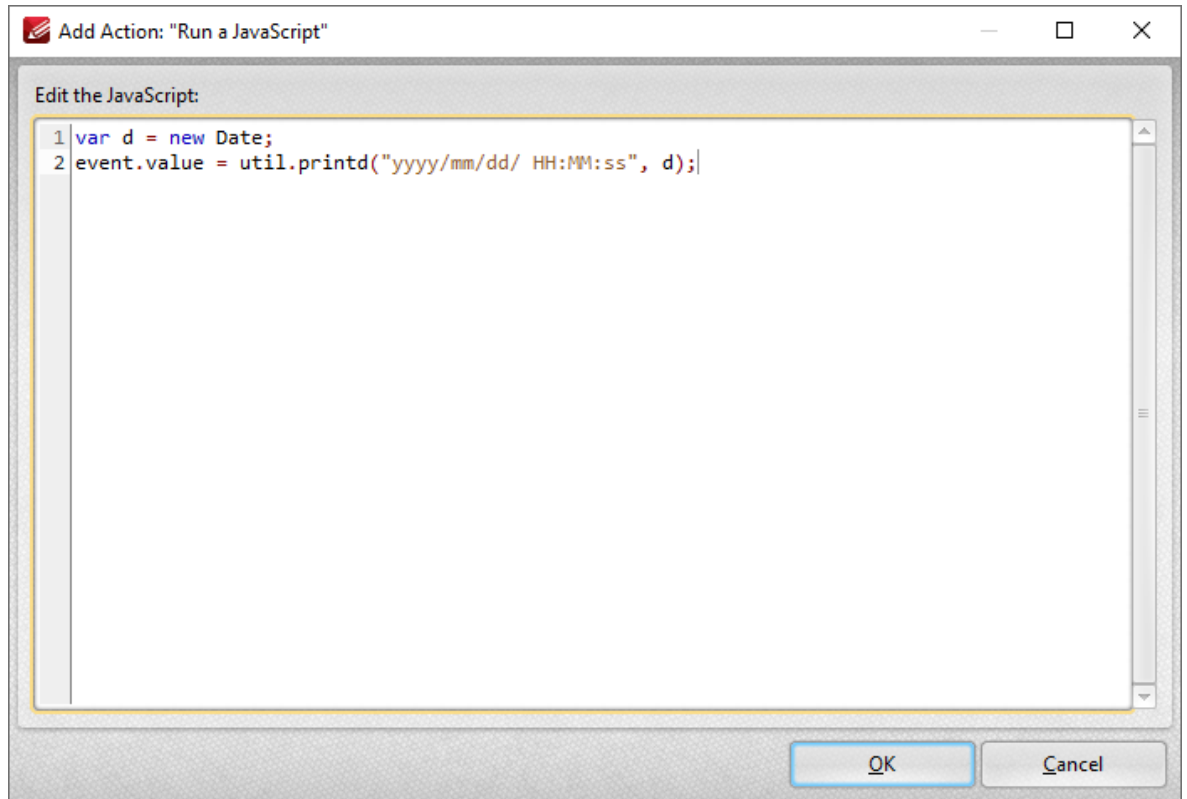 Add Action: "Run a JavaScript"
Edit the JavaScript:
1 var d = new Date;
2 event.value = util.printd("yyyy/mm/dd/ HH:MM:ss", d);
OK Cancel